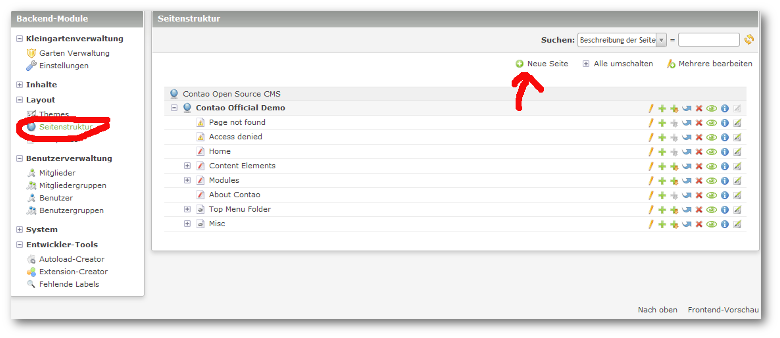 Backend-Module
Kleingartenverwaltung
Garten Verwaltung
Einstellungen
Inhalte
Layout
Themes
Seitenstruktur
Benutzerverwaltung
Mitglieder
Mitgliedergruppen
Benutzer
Benutzergruppen
System
Entwickler-Tools
Autoload-Creator
Extension-Creator
Fehlende Labels
Seitenstruktur
Suchen: Beschreibung der Seite =
Neue Seite Alle umschalten Mehrere bearbeiten
Contao Open Source CMS
Contao Official Demo
Page not found
Access denied
Home
Content Elements
Modules
About Contao
Top Menu Folder
Misc
Nach oben Frontend-Vorschau